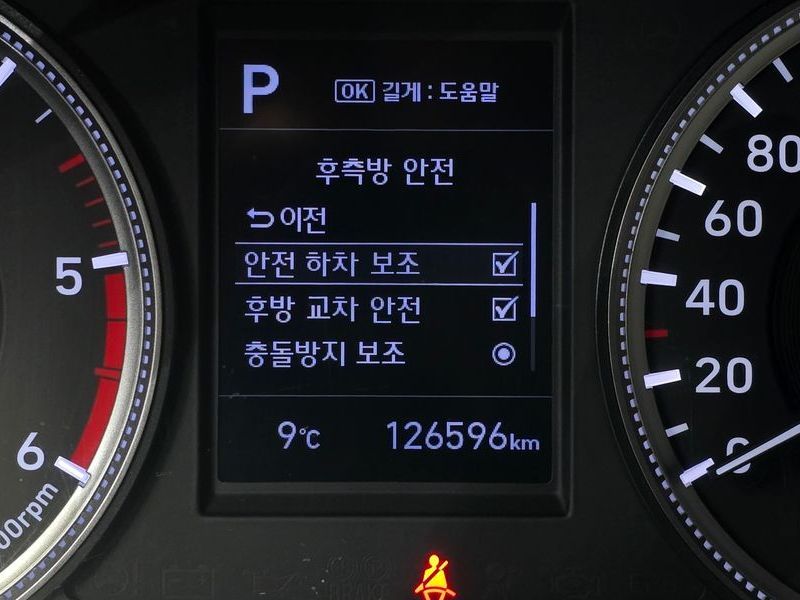 P
OK 길게 : 도움말
후측방 안전
이전
안전 하차 보조
후방 교차 안전
충돌방지 보조
9℃ 126596km
5
6
00rpm
80
60
40
20
0